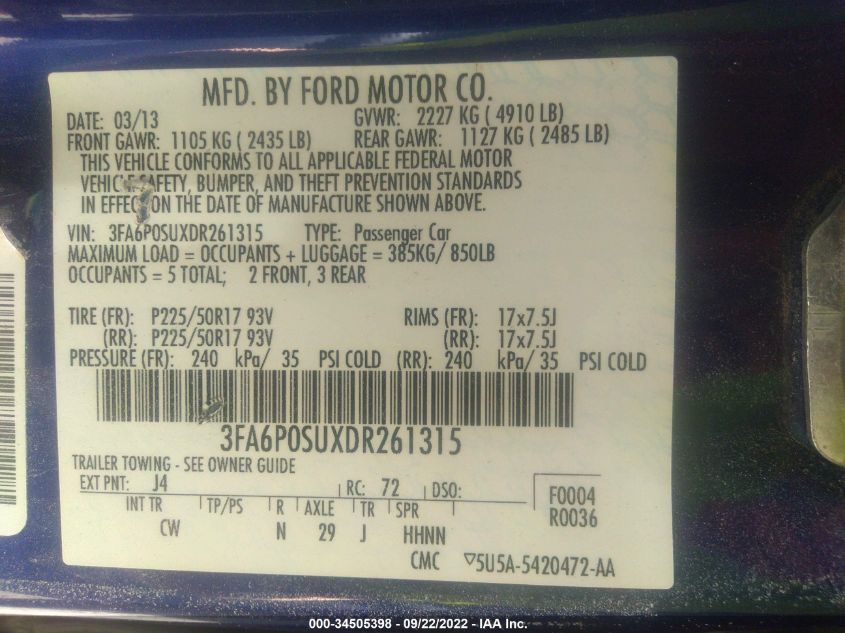 MFD. BY FORD MOTOR CO.
DATE: 03/13 GVWR: 2227 KG ( 4910 LB)
FRONT GAWR: 1105 KG ( 2435 LB) REAR GAWR: 1127 KG ( 2485 LB)
THIS VEHICLE CONFORMS TO ALL APPLICABLE FEDERAL MOTOR
VEHICLE SAFETY, BUMPER, AND THEFT PREVENTION STANDARDS
IN EFFECT ON THE DATE OF MANUFACTURE SHOWN ABOVE.
VIN: 3FA6P0SUXDR261315 TYPE: Passenger Car
MAXIMUM LOAD = OCCUPANTS + LUGGAGE = 385KG/ 850LB
OCCUPANTS = 5 TOTAL; 2 FRONT, 3 REAR
TIRE (FR): P225/50R17 93V RIMS (FR): 17x7.5J
(RR): P225/50R17 93V (RR): 17x7.5J
PRESSURE (FR): 240 kPa/ 35 PSI COLD (RR): 240 kPa/ 35 PSI COLD
3FA6P0SUXDR261315
TRAILER TOWING - SEE OWNER GUIDE
EXT PNT: J4 RC: 72 DSO: F0004
INT TR TP/PS R AXLE TR SPR R0036
CW N 29 J HHNN
CMC ▽5U5A-5420472-AA
000-34505398 - 09/22/2022 - IAA Inc.